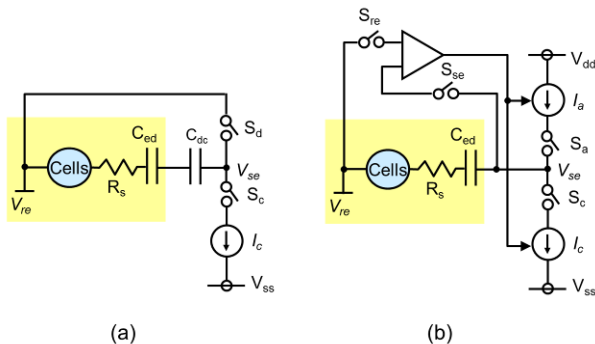 S_re
V_dd
S_se
I_a
S_d
C_ed
C_dc
C_ed
S_a
Cells
V_se
Cells
V_se
R_s
S_c
R_s
S_c
V_re
V_re
I_c
I_c
V_ss
V_ss
(a)
(b)